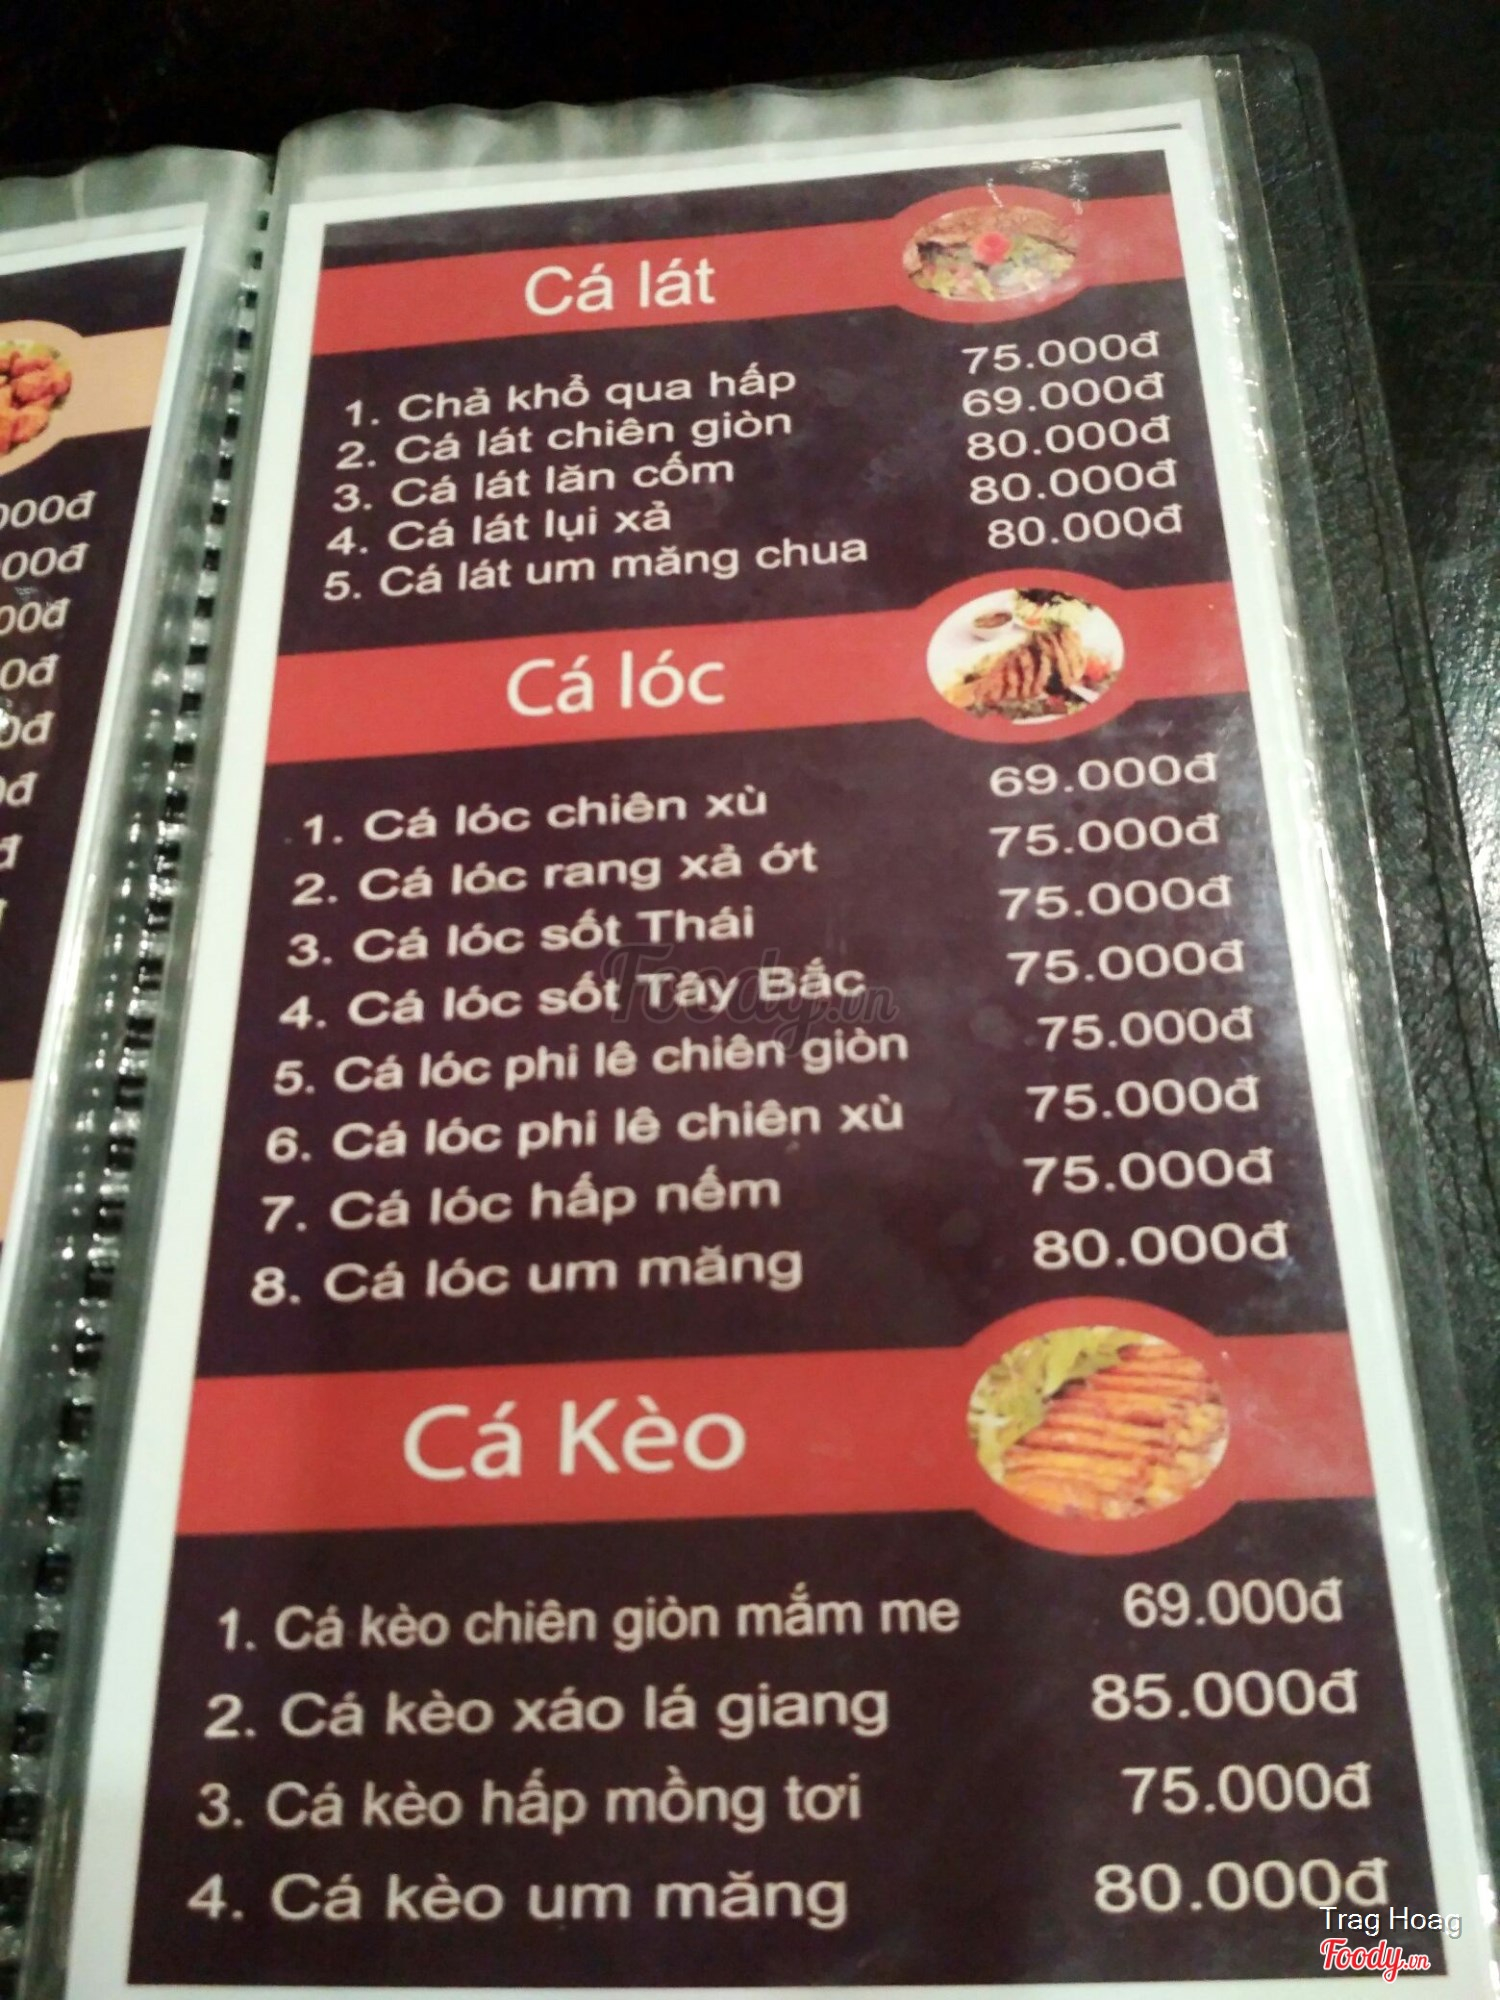 Cá lát
1. Chả khổ qua hấp 75.000đ
2. Cá lát chiên giòn 69.000đ
3. Cá lát lăn cốm 80.000đ
4. Cá lát lụi xả 80.000đ
5. Cá lát um măng chua 80.000đ
Cá lóc
1. Cá lóc chiên xù 69.000đ
2. Cá lóc rang xả ớt 75.000đ
3. Cá lóc sốt Thái 75.000đ
4. Cá lóc sốt Tây Bắc 75.000đ
5. Cá lóc phi lê chiên giòn 75.000đ
6. Cá lóc phi lê chiên xù 75.000đ
7. Cá lóc hấp nếm 75.000đ
8. Cá lóc um măng 80.000đ
Cá Kèo
1. Cá kèo chiên giòn mắm me 69.000đ
2. Cá kèo xáo lá giang 85.000đ
3. Cá kèo hấp mồng tơi 75.000đ
4. Cá kèo um măng 80.000đ
Foody.vn
Trag Hoag
Foody.vn